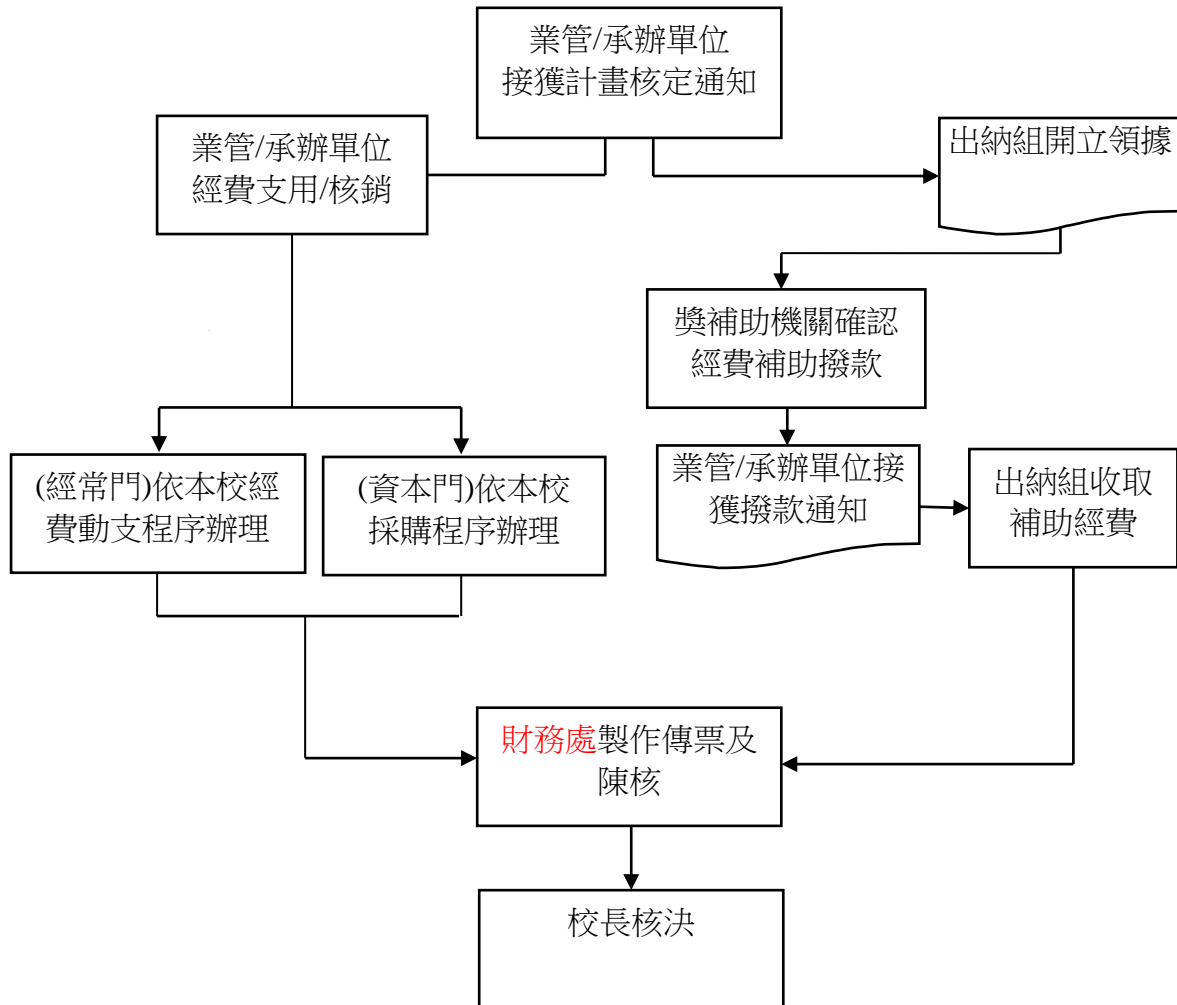 業管/承辦單位
接獲計畫核定通知
業管/承辦單位
經費支用/核銷
出納組開立領據
獎補助機關確認
經費補助撥款
(經常門)依本校經
費動支程序辦理
(資本門)依本校
採購程序辦理
業管/承辦單位接
獲撥款通知
出納組收取
補助經費
財務處製作傳票及
陳核
校長核決